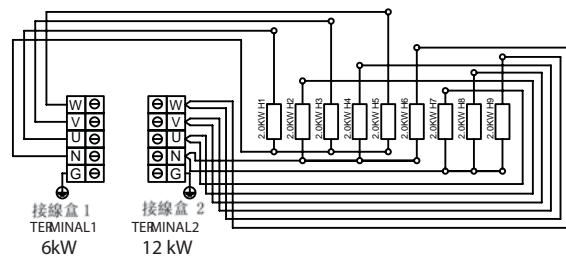 W
V
U
N
G
接線盒 1
TERMINAL1
6kW
W
V
U
N
G
接線盒 2
TERMINAL2
12 kW
2.0KW H1
2.0KW H2
2.0KW H3
2.0KW H4
2.0KW H5
2.0KW H6
2.0KW H7
2.0KW H8
2.0KW H9